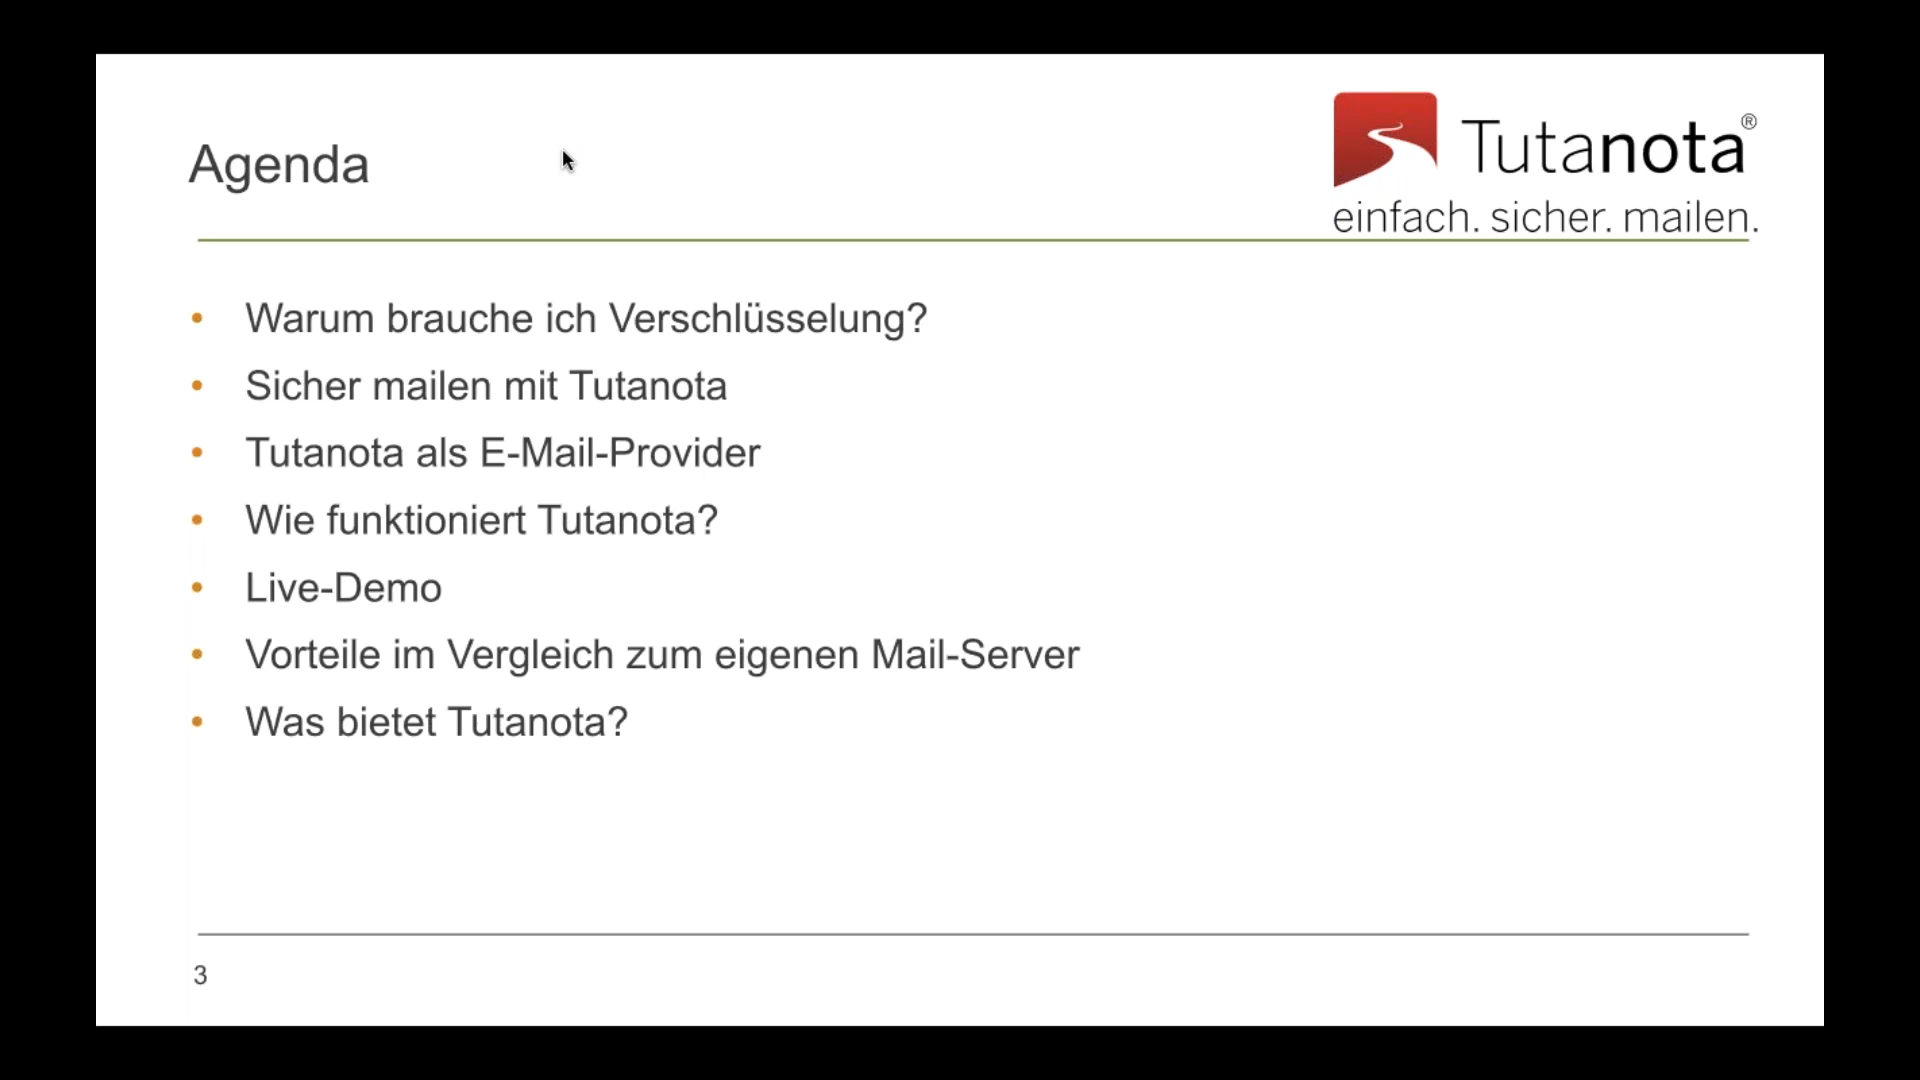 Agenda
Tutanota®
einfach. sicher. mailen.
• Warum brauche ich Verschlüsselung?
• Sicher mailen mit Tutanota
• Tutanota als E-Mail-Provider
• Wie funktioniert Tutanota?
• Live-Demo
• Vorteile im Vergleich zum eigenen Mail-Server
• Was bietet Tutanota?
3